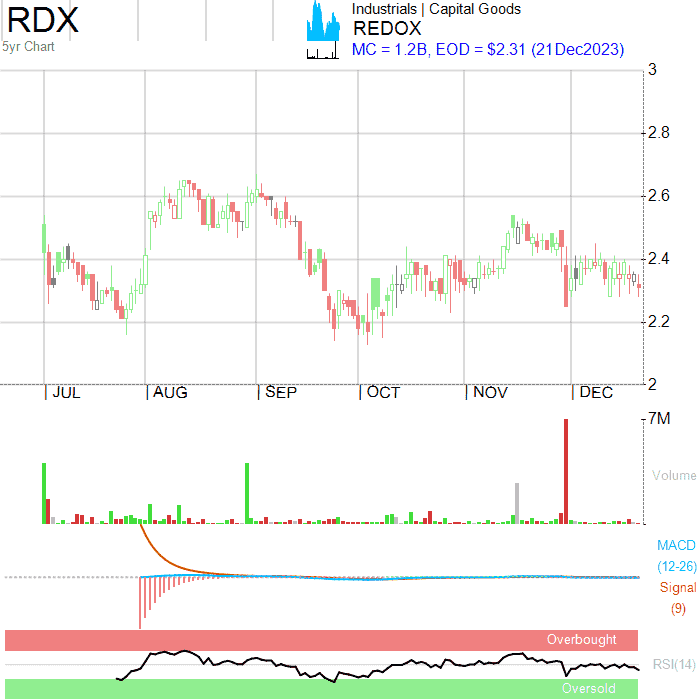 RDX
5yr Chart
Industrials | Capital Goods
REDOX
MC = 1.2B, EOD = $2.31 (21Dec2023)
3
2.8
2.6
2.4
2.2
2
| JUL | AUG | SEP | OCT | NOV | DEC
7M
Volume
MACD
(12-26)
Signal
(9)
Overbought
RSI(14)
Oversold